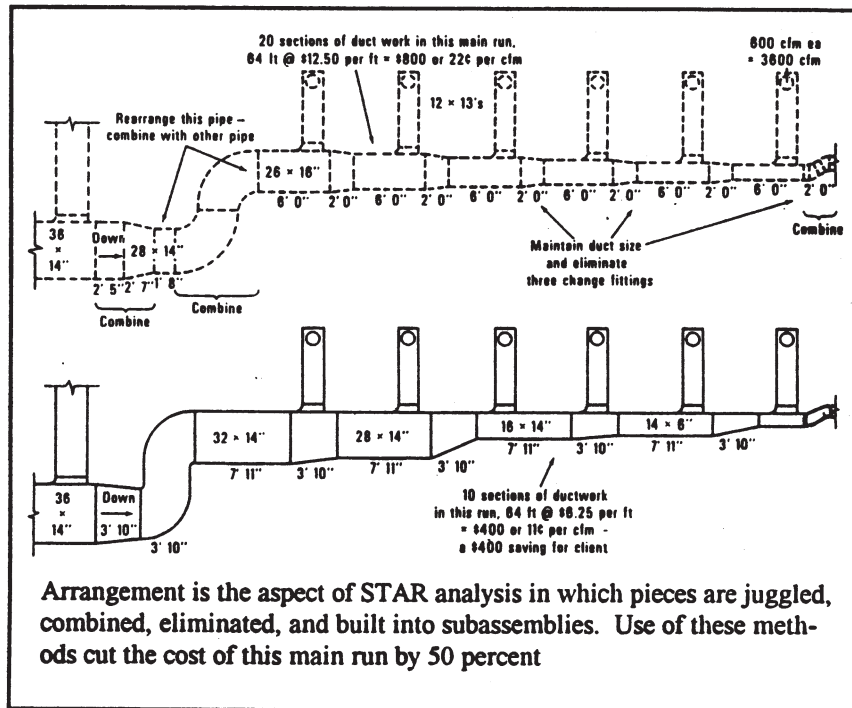 20 sections of duct work in this main run,
64 ft @ $12.50 per ft = $800 or 22¢ per cfm
600 cfm ea
= 3600 cfm
Rearrange this pipe –
combine with other pipe
12 × 13's
26 × 16"
6' 0" 2' 0" 6' 0" 2' 0" 6' 0" 2' 0" 6' 0" 2' 0" 6' 0" 2' 0" 6' 0" 2' 0"
36
×
14"
Down
28 × 14"
2' 5" 2' 7" 1' 8"
Combine
Combine
Maintain duct size
and eliminate
three change fittings
Combine
32 × 14"
28 × 14"
16 × 14"
14 × 6"
7' 11" 3' 10" 7' 11" 3' 10" 7' 11" 3' 10" 7' 11" 3' 10"
36
×
14"
Down
3' 10"
3' 10"
10 sections of ductwork
in this run, 64 ft @ $6.25 per ft
= $400 or 11¢ per cfm -
a $400 saving for client
Arrangement is the aspect of STAR analysis in which pieces are juggled,
combined, eliminated, and built into subassemblies. Use of these meth-
ods cut the cost of this main run by 50 percent